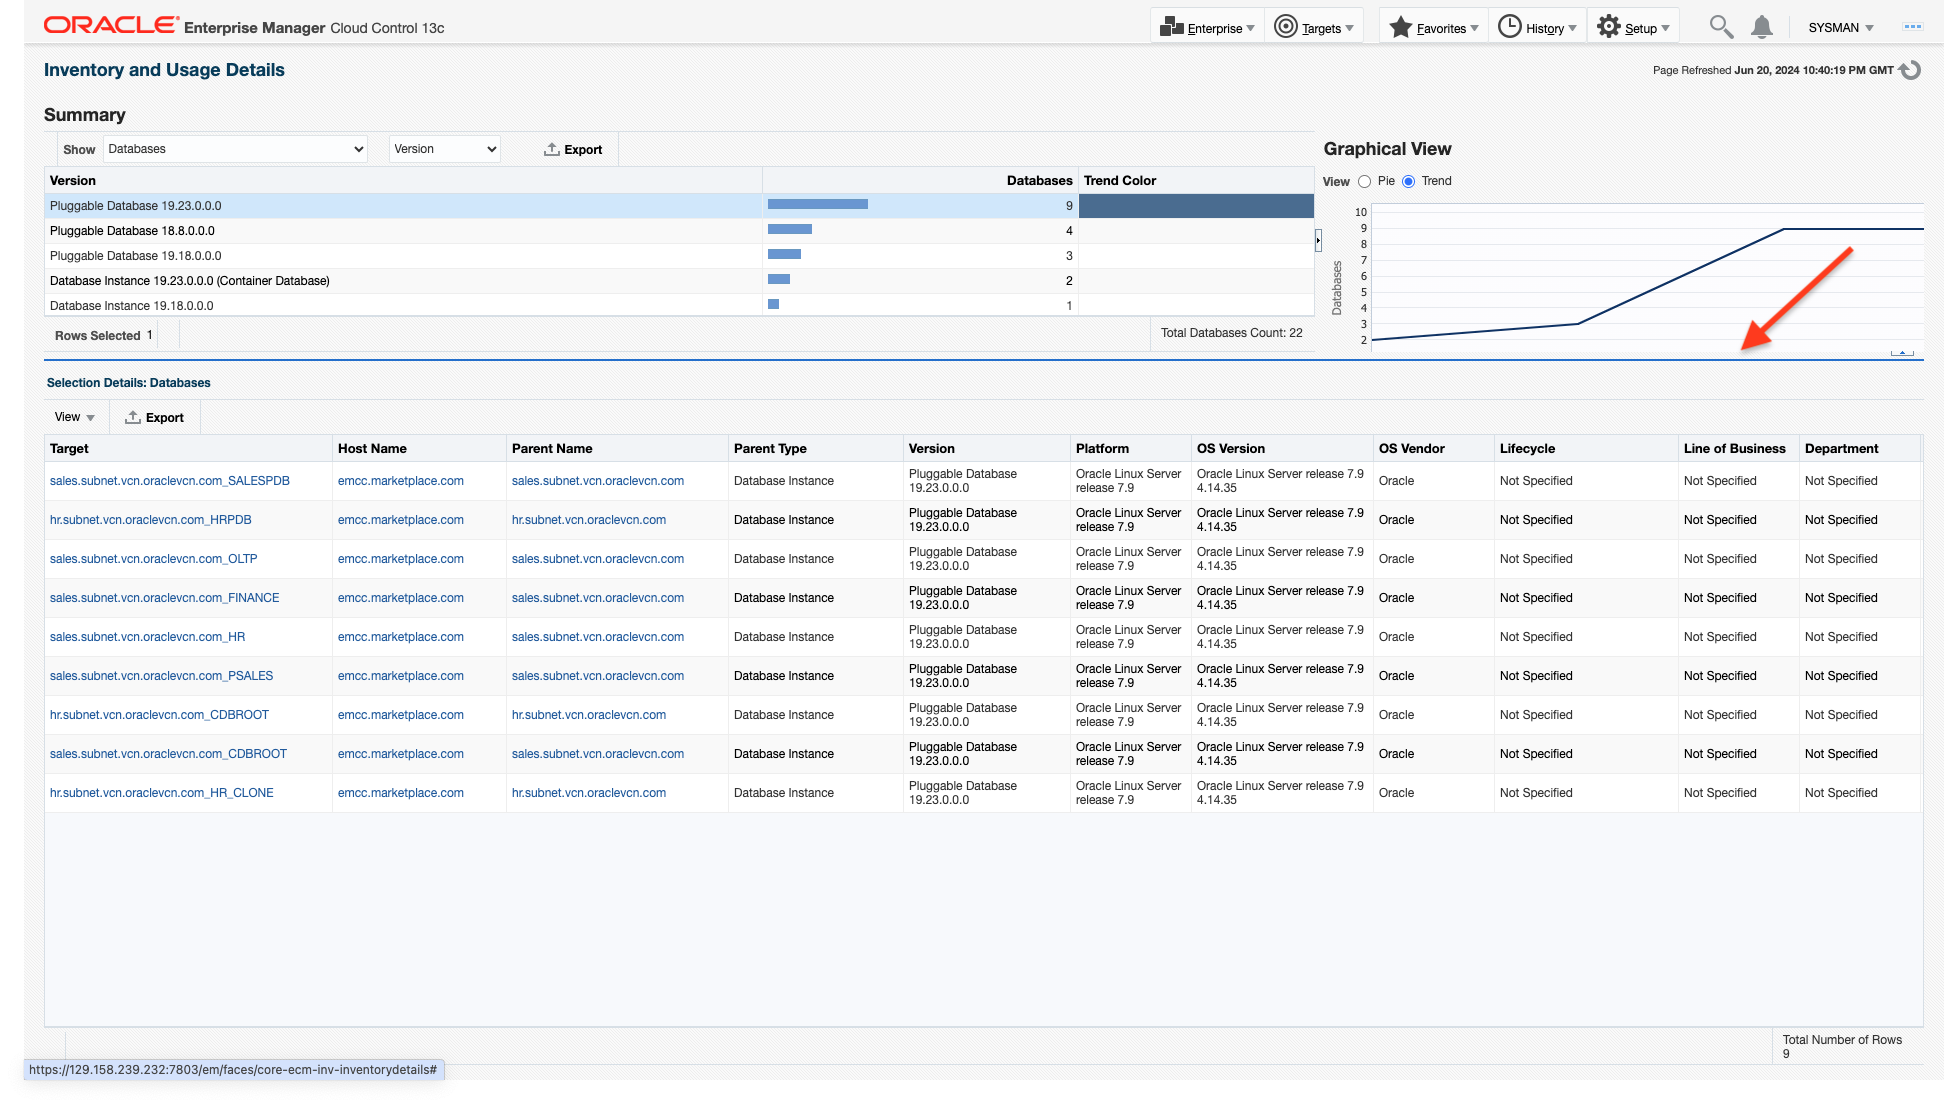 ORACLE Enterprise Manager Cloud Control 13c
Enterprise Targets Favorites History Setup SYSMAN
Inventory and Usage Details
Page Refreshed Jun 20, 2024 10:40:19 PM GMT
Summary
Show Databases Version Export
Version Databases Trend Color
Pluggable Database 19.23.0.0.0 9
Pluggable Database 18.8.0.0.0 4
Pluggable Database 19.18.0.0.0 3
Database Instance 19.23.0.0.0 (Container Database) 2
Database Instance 19.18.0.0.0 1
Rows Selected 1
Total Databases Count: 22
Graphical View
View Pie Trend
Databases
10
9
8
7
6
5
4
3
2
Selection Details: Databases
View Export
Target Host Name Parent Name Parent Type Version Platform OS Version OS Vendor Lifecycle Line of Business Department
sales.subnet.vcn.oraclevcn.com_SALESPDB emcc.marketplace.com sales.subnet.vcn.oraclevcn.com Database Instance Pluggable Database 19.23.0.0.0 Oracle Linux Server release 7.9 Oracle Linux Server release 7.9 4.14.35 Oracle Not Specified Not Specified Not Specified
hr.subnet.vcn.oraclevcn.com_HRPDB emcc.marketplace.com hr.subnet.vcn.oraclevcn.com Database Instance Pluggable Database 19.23.0.0.0 Oracle Linux Server release 7.9 Oracle Linux Server release 7.9 4.14.35 Oracle Not Specified Not Specified Not Specified
sales.subnet.vcn.oraclevcn.com_OLTP emcc.marketplace.com sales.subnet.vcn.oraclevcn.com Database Instance Pluggable Database 19.23.0.0.0 Oracle Linux Server release 7.9 Oracle Linux Server release 7.9 4.14.35 Oracle Not Specified Not Specified Not Specified
sales.subnet.vcn.oraclevcn.com_FINANCE emcc.marketplace.com sales.subnet.vcn.oraclevcn.com Database Instance Pluggable Database 19.23.0.0.0 Oracle Linux Server release 7.9 Oracle Linux Server release 7.9 4.14.35 Oracle Not Specified Not Specified Not Specified
sales.subnet.vcn.oraclevcn.com_HR emcc.marketplace.com sales.subnet.vcn.oraclevcn.com Database Instance Pluggable Database 19.23.0.0.0 Oracle Linux Server release 7.9 Oracle Linux Server release 7.9 4.14.35 Oracle Not Specified Not Specified Not Specified
sales.subnet.vcn.oraclevcn.com_PSALES emcc.marketplace.com sales.subnet.vcn.oraclevcn.com Database Instance Pluggable Database 19.23.0.0.0 Oracle Linux Server release 7.9 Oracle Linux Server release 7.9 4.14.35 Oracle Not Specified Not Specified Not Specified
hr.subnet.vcn.oraclevcn.com_CDBROOT emcc.marketplace.com hr.subnet.vcn.oraclevcn.com Database Instance Pluggable Database 19.23.0.0.0 Oracle Linux Server release 7.9 Oracle Linux Server release 7.9 4.14.35 Oracle Not Specified Not Specified Not Specified
sales.subnet.vcn.oraclevcn.com_CDBROOT emcc.marketplace.com sales.subnet.vcn.oraclevcn.com Database Instance Pluggable Database 19.23.0.0.0 Oracle Linux Server release 7.9 Oracle Linux Server release 7.9 4.14.35 Oracle Not Specified Not Specified Not Specified
hr.subnet.vcn.oraclevcn.com_HR_CLONE emcc.marketplace.com hr.subnet.vcn.oraclevcn.com Database Instance Pluggable Database 19.23.0.0.0 Oracle Linux Server release 7.9 Oracle Linux Server release 7.9 4.14.35 Oracle Not Specified Not Specified Not Specified
Total Number of Rows
9
https://129.158.239.232:7803/em/faces/core-ecm-inv-inventorydetails#